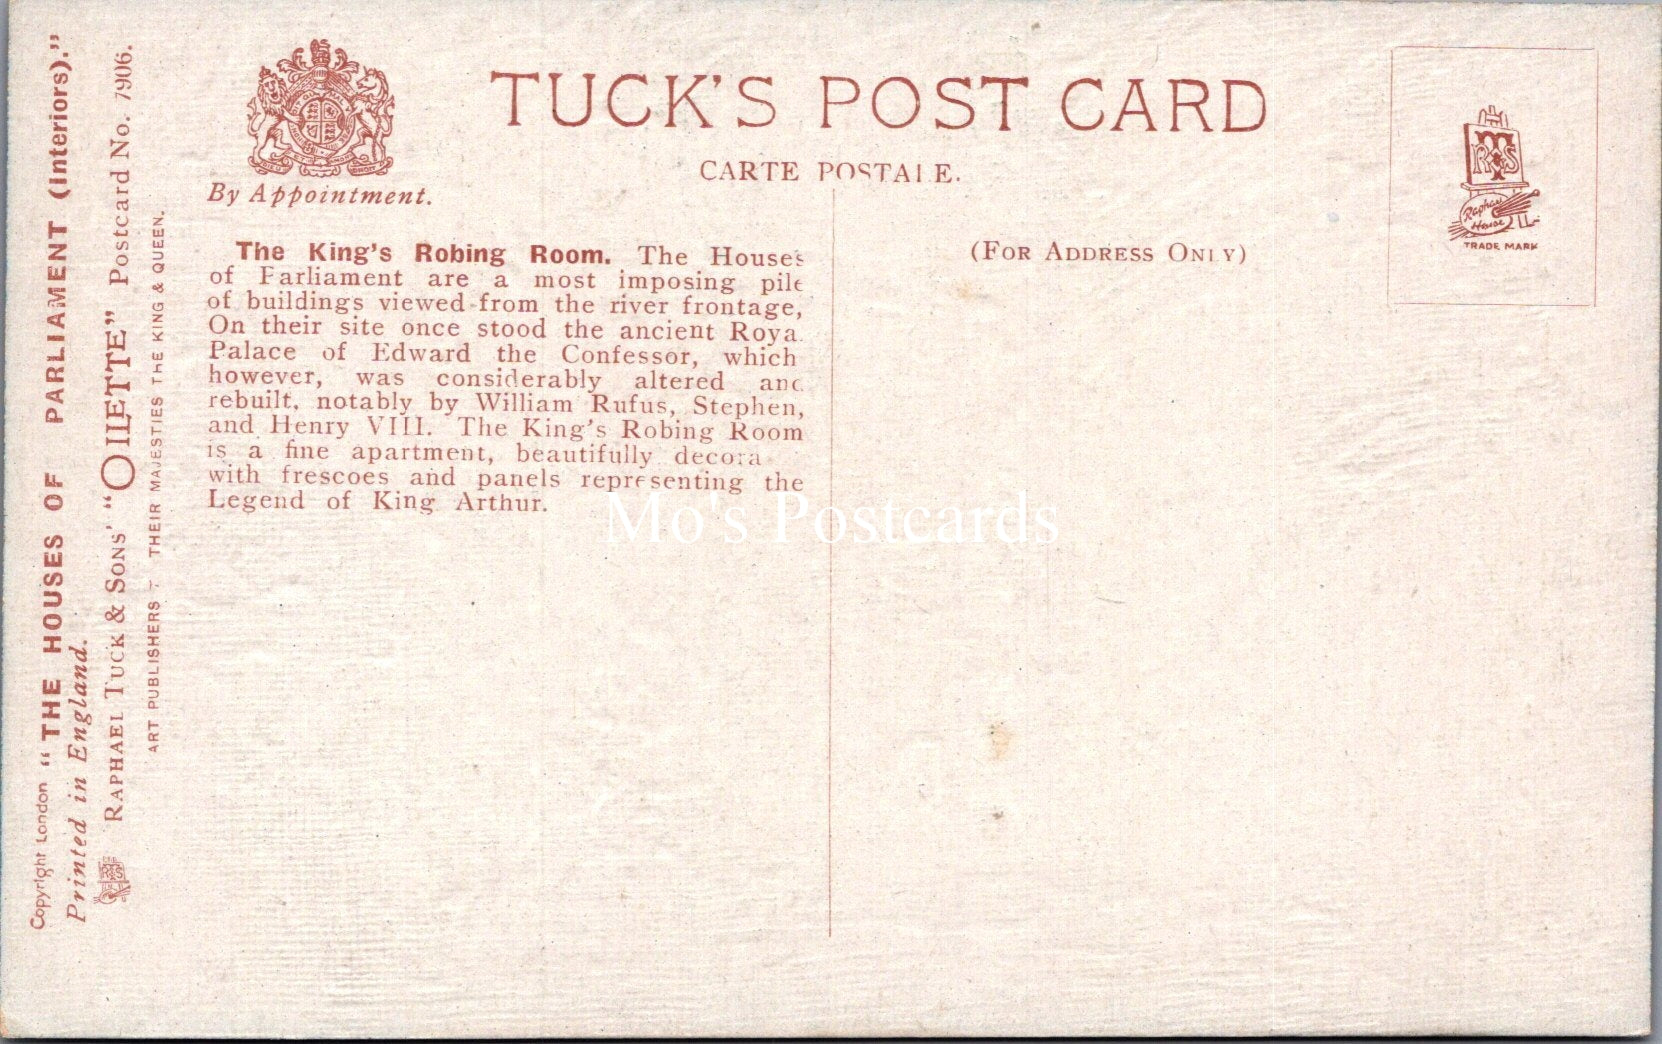 Copyright London "THE HOUSES OF PARLIAMENT (Interiors)."
Printed in England.
RAPHAEL TUCK & SONS' "OILETTE" Postcard No. 7906.
ART PUBLISHERS THEIR MAJESTIES THE KING & QUEEN.
By Appointment.
TUCK'S POST CARD
CARTE POSTALE.
The King's Robing Room. The Houses
of Parliament are a most imposing pile
of buildings viewed from the river frontage,
On their site once stood the ancient Roya
Palace of Edward the Confessor, which
however, was considerably altered and
rebuilt, notably by William Rufus, Stephen,
and Henry VIII. The King's Robing Room
is a fine apartment, beautifully decora
with frescoes and panels representing the
Legend of King Arthur.
(FOR ADDRESS ONLY)
RTS
Raphael
House
TRADE MARK
Mo's Postcards